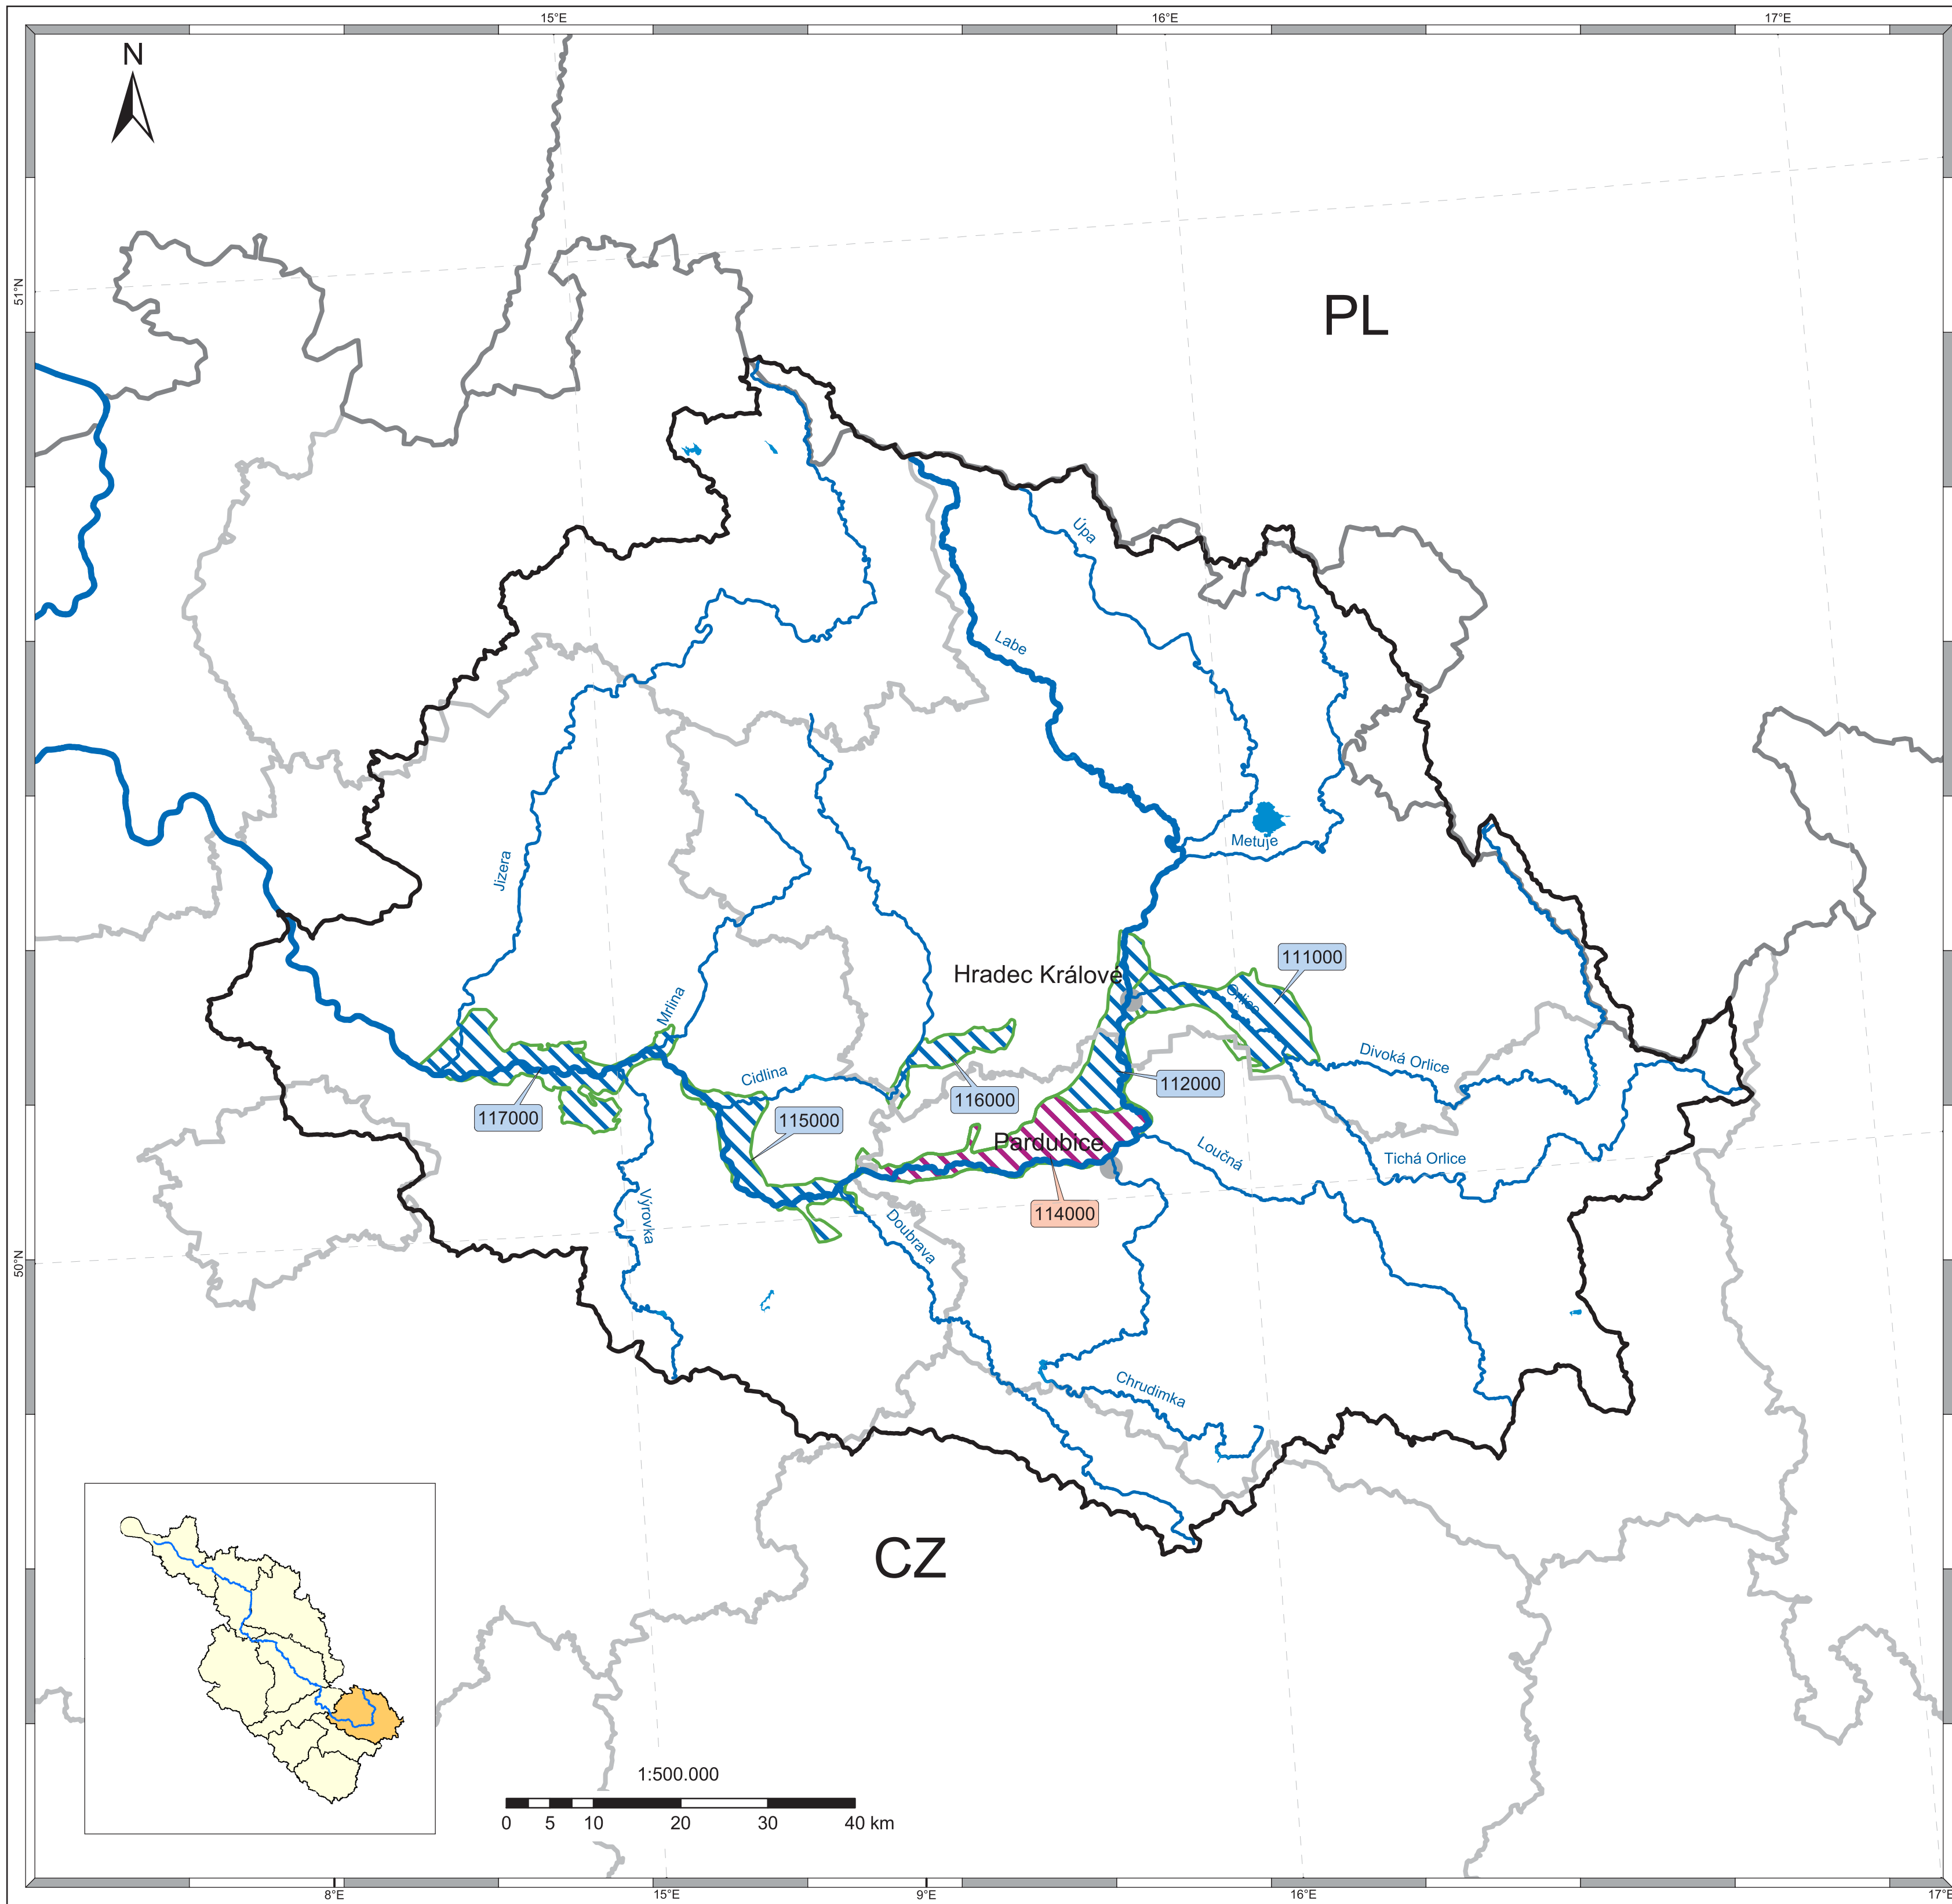 15°E
16°E
17°E
N
51°N
PL
Úpa
Labe
Metuje
Jizera
Hradec Králové
111000
Orlice
Mrlina
Divoká Orlice
Cidlina
112000
116000
117000
115000
Pardubice
Loučná
Tichá Orlice
114000
Výrovka
Doubrava
50°N
Chrudimka
CZ
1:500.000
0 5 10 20 30 40 km
8°E
15°E
9°E
16°E
17°E